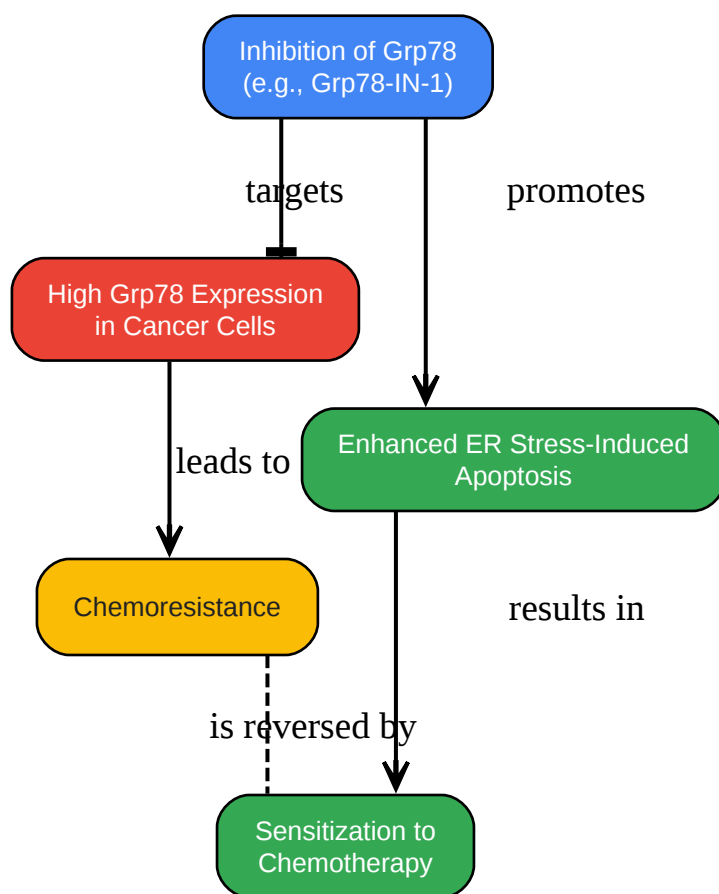 Inhibition of Grp78
(e.g., Grp78-IN-1)
targets
promotes
High Grp78 Expression
in Cancer Cells
Enhanced ER Stress-Induced
Apoptosis
leads to
Chemoresistance
results in
is reversed by
Sensitization to
Chemotherapy